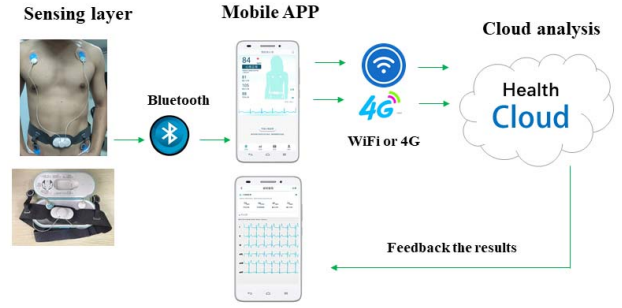 Sensing layer
Mobile APP
Cloud analysis
Bluetooth
84
4G
WiFi or 4G
Health
Cloud
Feedback the results